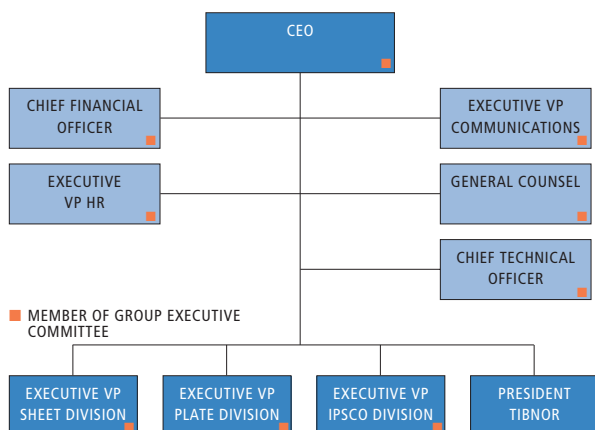 CEO
CHIEF FINANCIAL
OFFICER
EXECUTIVE VP
COMMUNICATIONS
EXECUTIVE
VP HR
GENERAL COUNSEL
CHIEF TECHNICAL
OFFICER
MEMBER OF GROUP EXECUTIVE
COMMITTEE
EXECUTIVE VP
SHEET DIVISION
EXECUTIVE VP
PLATE DIVISION
EXECUTIVE VP
IPSCO DIVISION
PRESIDENT
TIBNOR